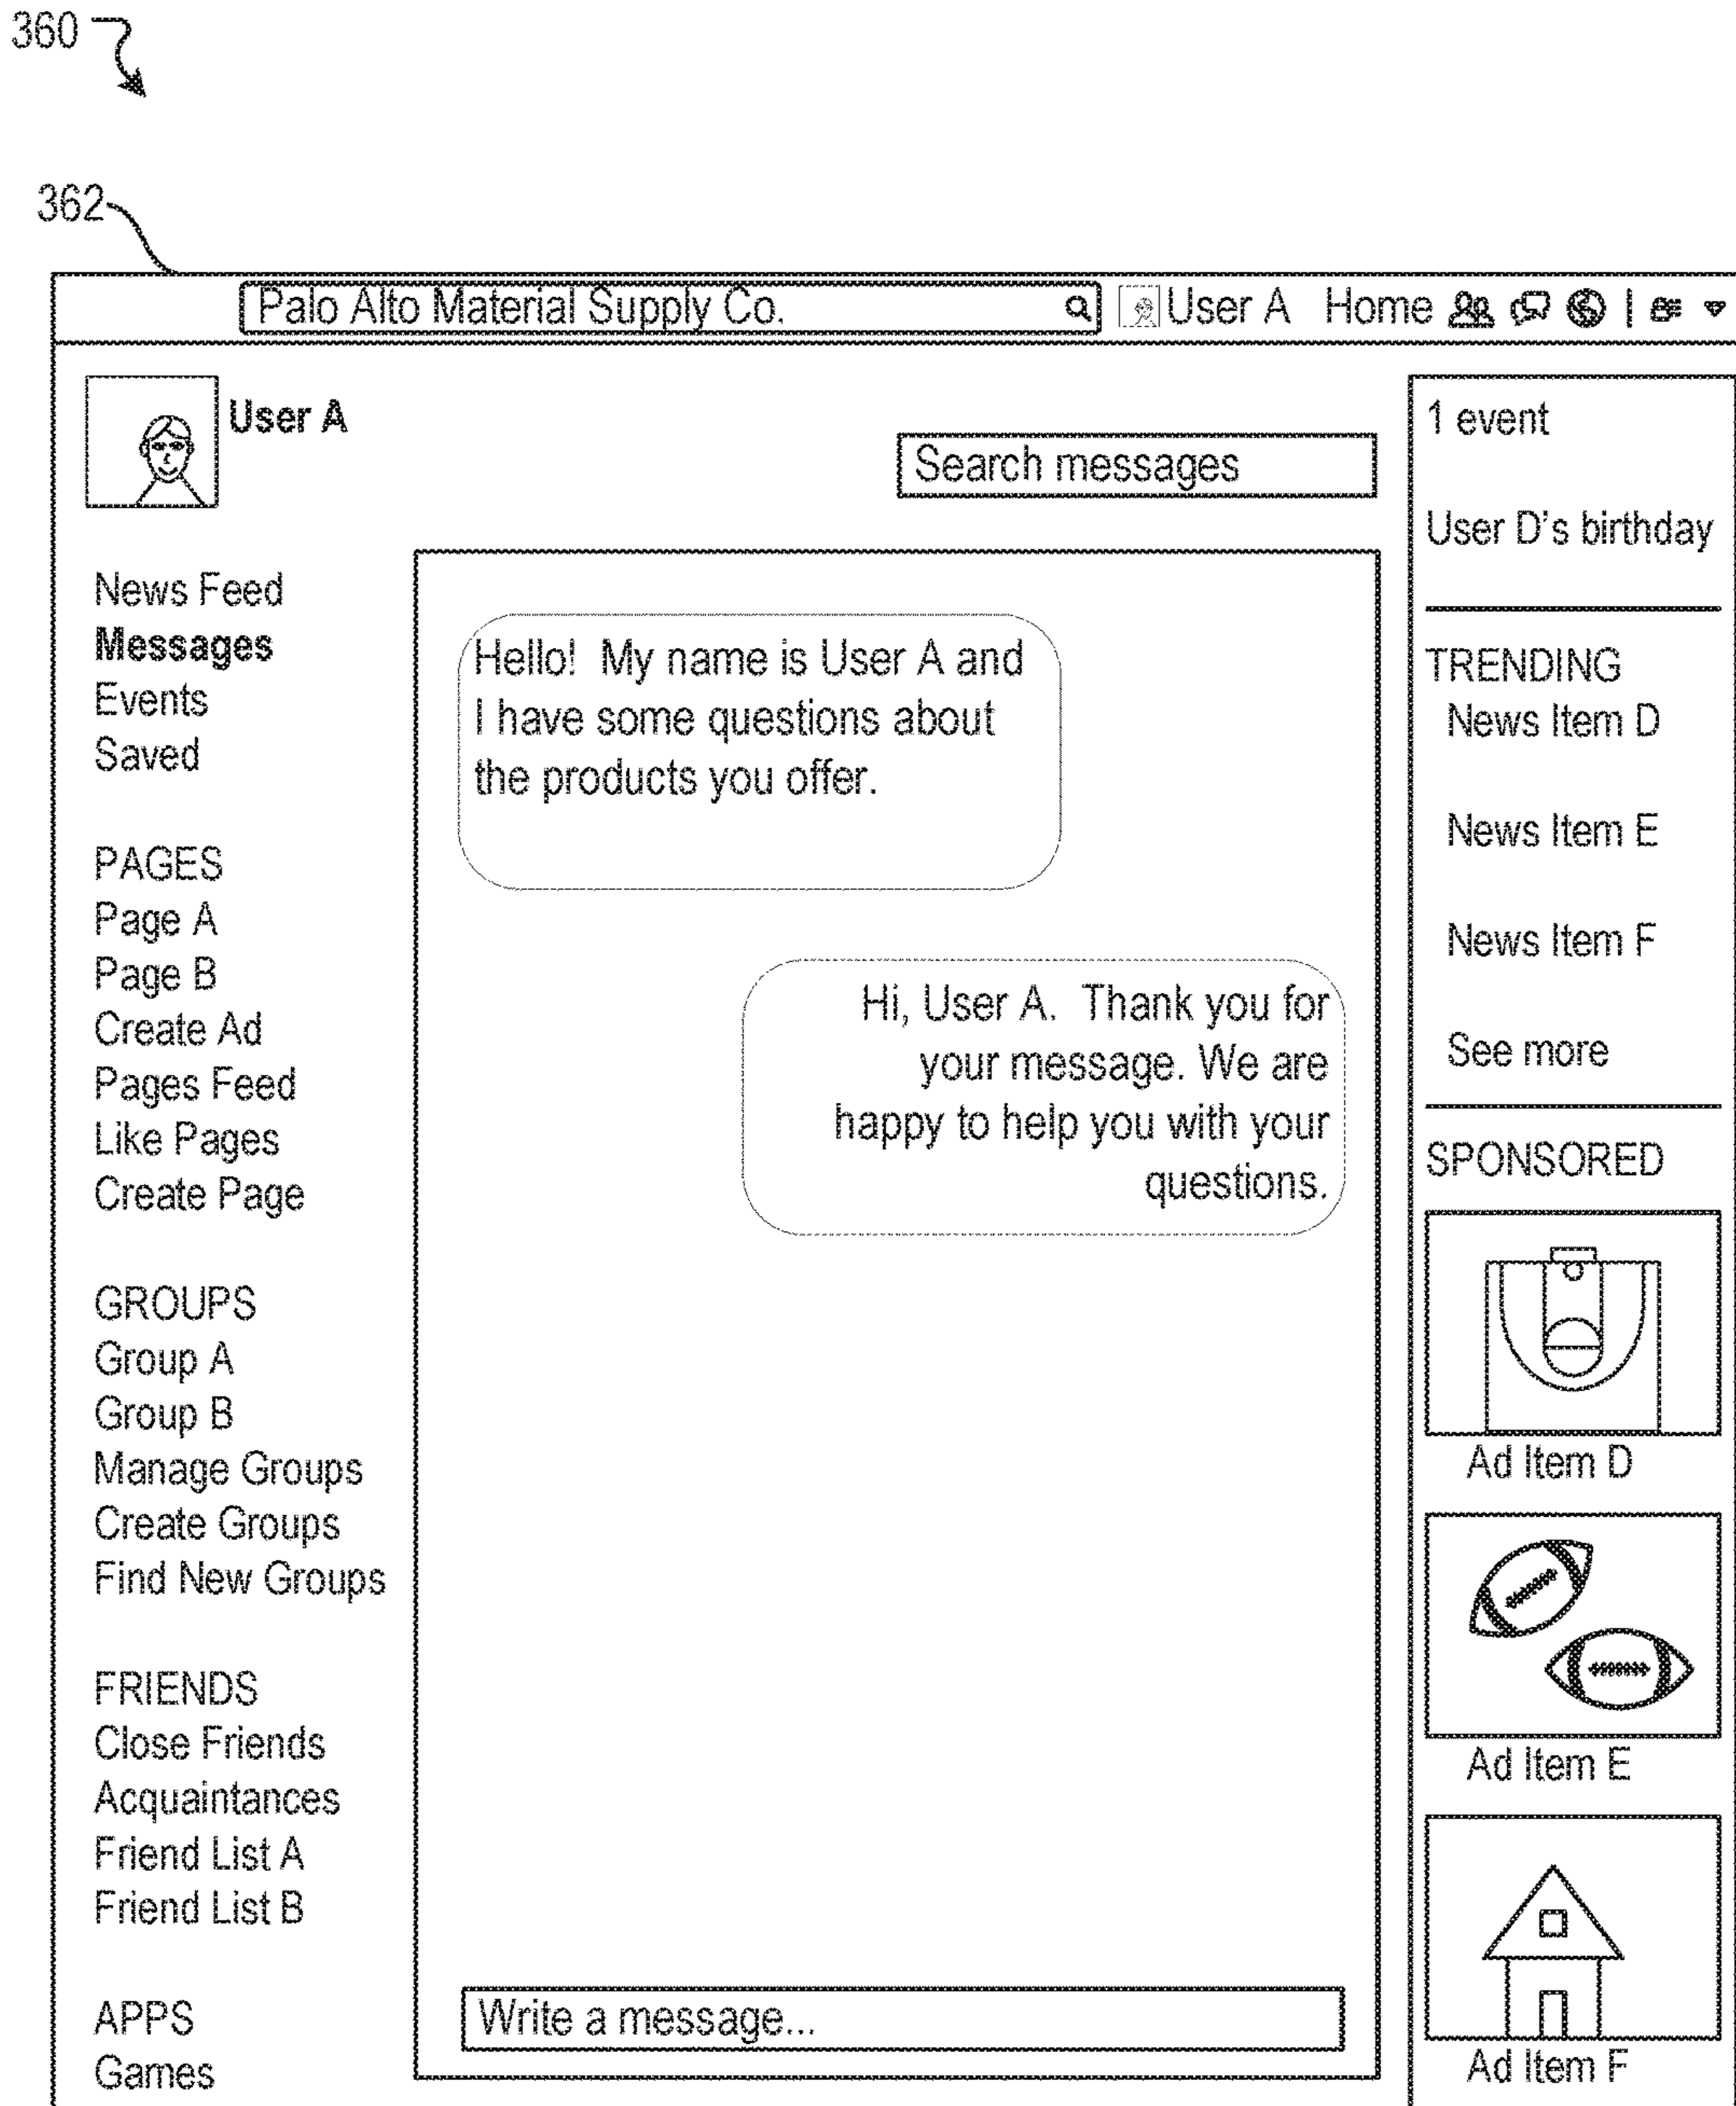 360
362
Palo Alto Material Supply Co.
User A Home
User A
Search messages
News Feed
Messages
Events
Saved
PAGES
Page A
Page B
Create Ad
Pages Feed
Like Pages
Create Page
GROUPS
Group A
Group B
Manage Groups
Create Groups
Find New Groups
FRIENDS
Close Friends
Acquaintances
Friend List A
Friend List B
APPS
Games
Hello! My name is User A and
I have some questions about
the products you offer.
Hi, User A. Thank you for
your message. We are
happy to help you with your
questions.
Write a message...
1 event
User D's birthday
TRENDING
News Item D
News Item E
News Item F
See more
SPONSORED
Ad Item D
Ad Item E
Ad Item F